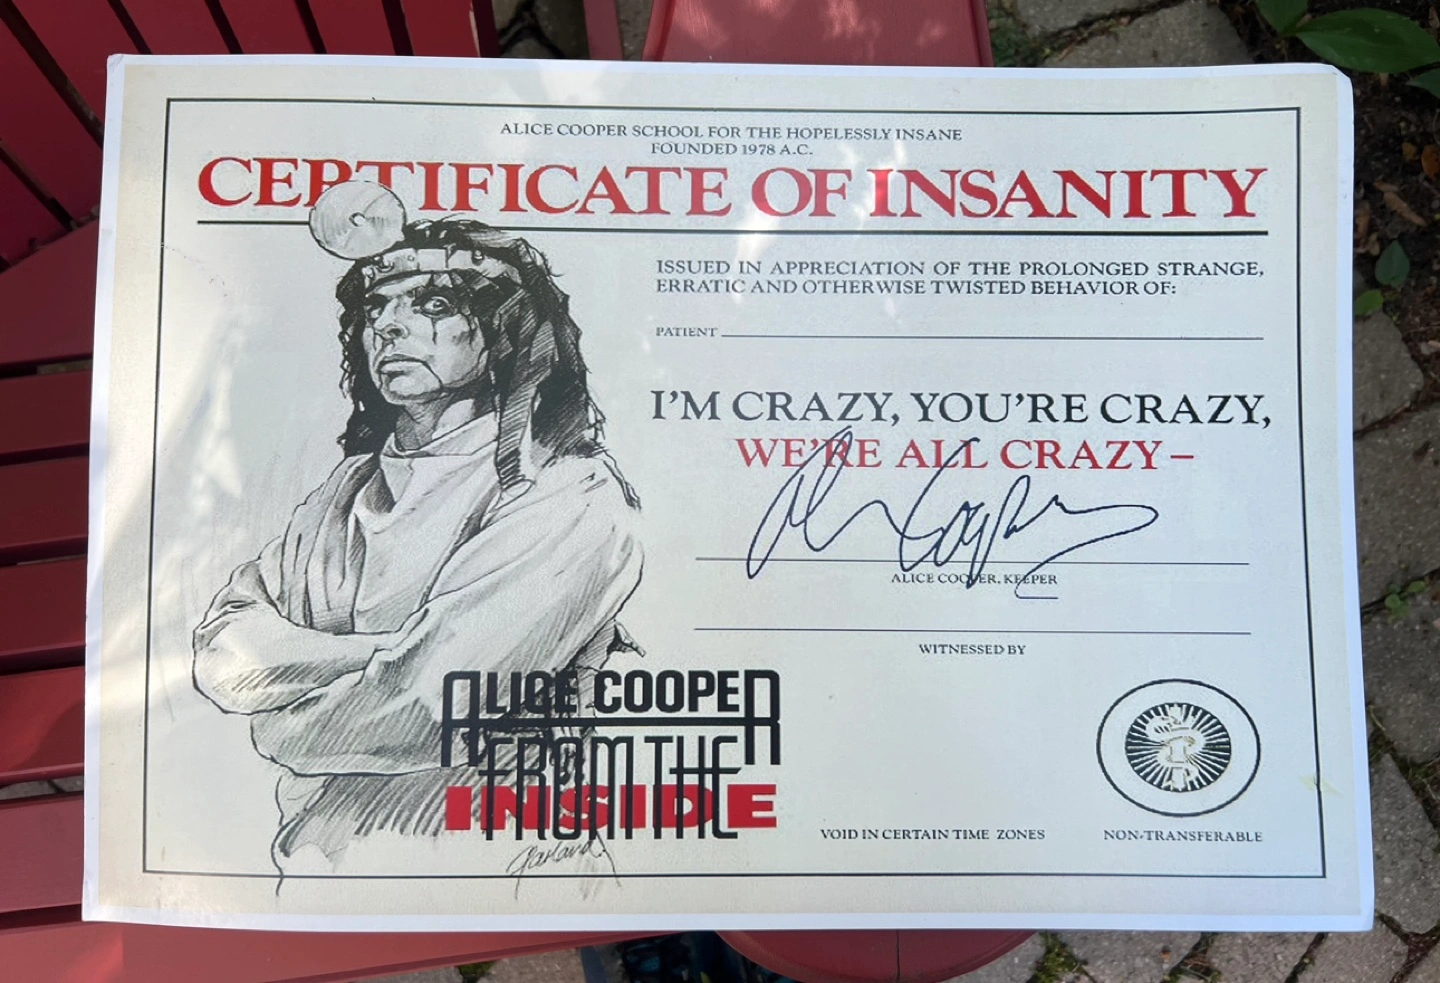 ALICE COOPER SCHOOL FOR THE HOPELESSLY INSANE
FOUNDED 1978 A.C.
CERTIFICATE OF INSANITY
ISSUED IN APPRECIATION OF THE PROLONGED STRANGE,
ERRATIC AND OTHERWISE TWISTED BEHAVIOR OF:
PATIENT
I'M CRAZY, YOU'RE CRAZY,
WE'RE ALL CRAZY–
Alice Cooper
ALICE COOPER, KEEPER
WITNESSED BY
ALICE COOPER
FROM THE
INSIDE
Garland.
VOID IN CERTAIN TIME ZONES
NON-TRANSFERABLE